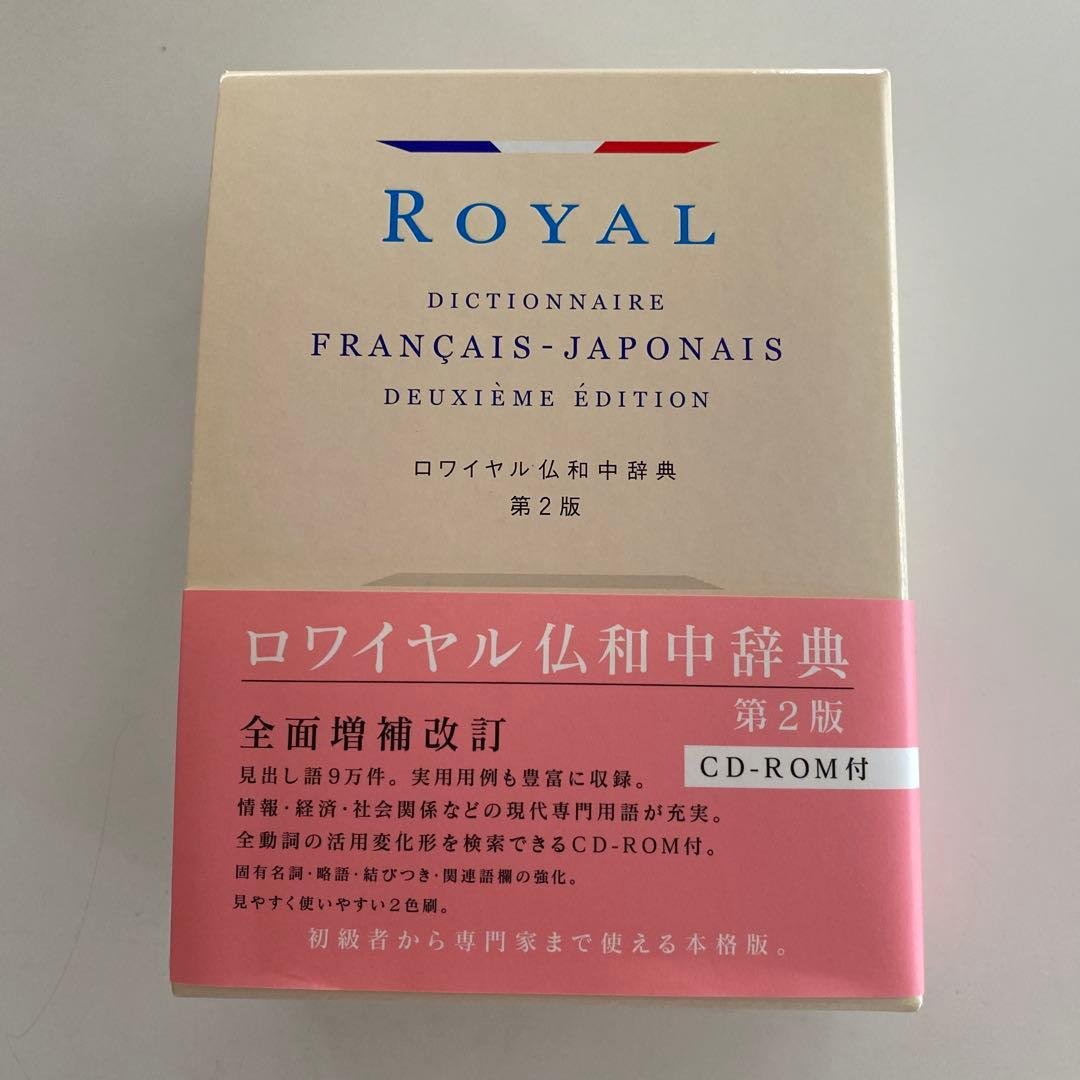 ROYAL
DICTIONNAIRE
FRANÇAIS-JAPONAIS
DEUXIÈME ÉDITION
ロワイヤル仏和中辞典
第2版
ロワイヤル仏和中辞典
第2版
CD-ROM付
全面増補改訂
見出し語9万件。実用用例も豊富に収録。
情報・経済・社会関係などの現代専門用語が充実。
全動詞の活用変化形を検索できるCD-ROM付。
固有名詞・略語・結びつき・関連語欄の強化。
見やすく使いやすい2色刷。
初級者から専門家まで使える本格版。